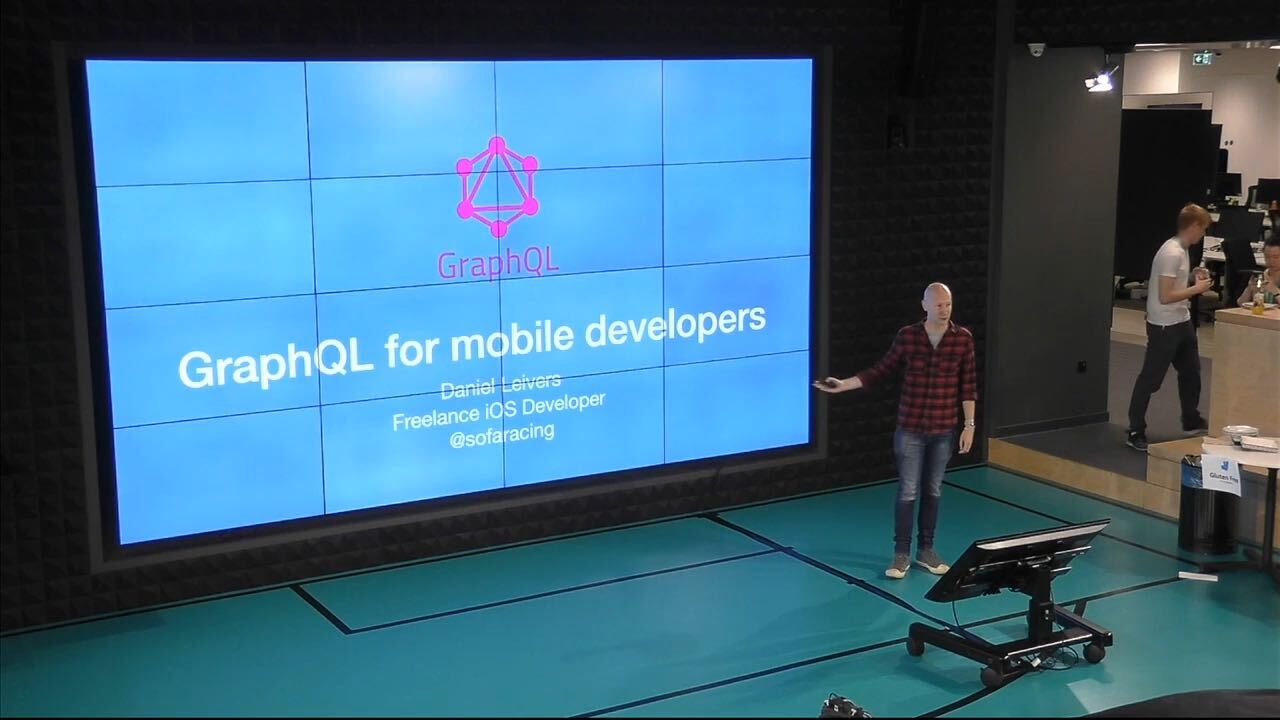 GraphQL
GraphQL for mobile developers
Daniel Leivers
Freelance iOS Developer
@sofaracing
Gluten Free